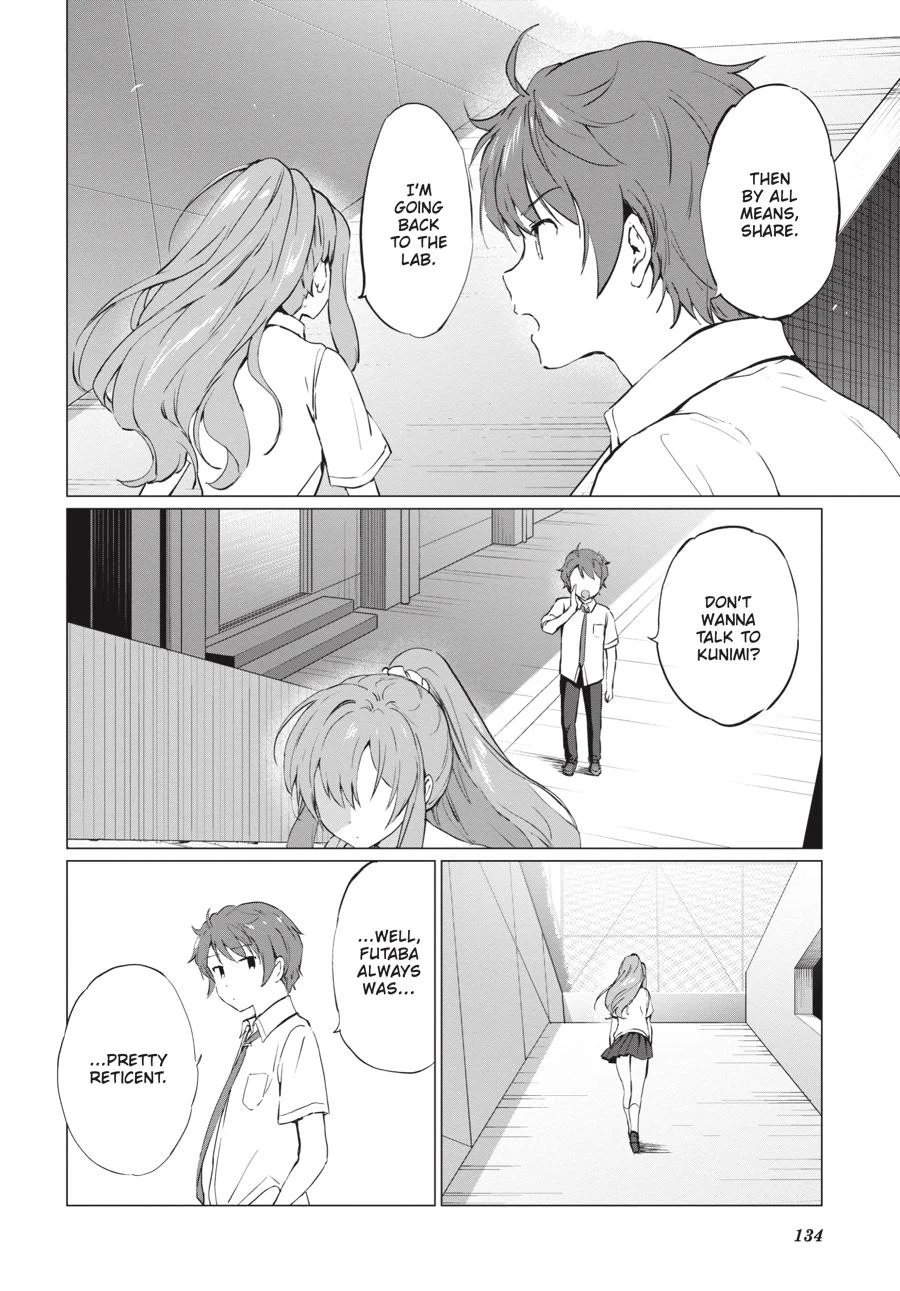 THEN
BY ALL
MEANS,
SHARE.
I'M
GOING
BACK
TO THE
LAB.
DON'T
WANNA
TALK TO
KUNIMI?
...WELL,
FUTABA
ALWAYS
WAS...
...PRETTY
RETICENT.
134